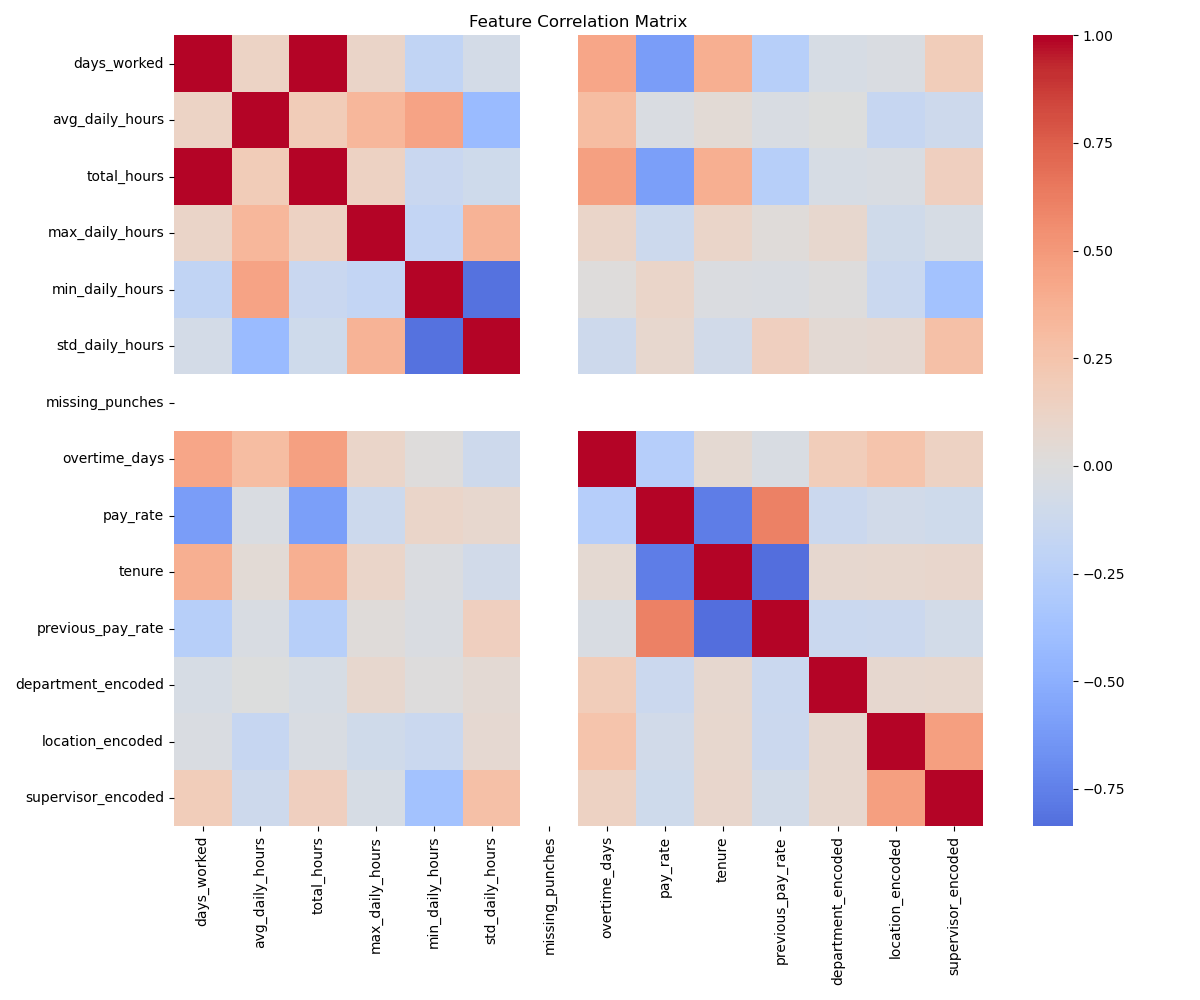 Feature Correlation Matrix
days_worked
avg_daily_hours
total_hours
max_daily_hours
min_daily_hours
std_daily_hours
missing_punches
overtime_days
pay_rate
tenure
previous_pay_rate
department_encoded
location_encoded
supervisor_encoded
days_worked
avg_daily_hours
total_hours
max_daily_hours
min_daily_hours
std_daily_hours
missing_punches
overtime_days
pay_rate
tenure
previous_pay_rate
department_encoded
location_encoded
supervisor_encoded
1.00
0.75
0.50
0.25
0.00
−0.25
−0.50
−0.75